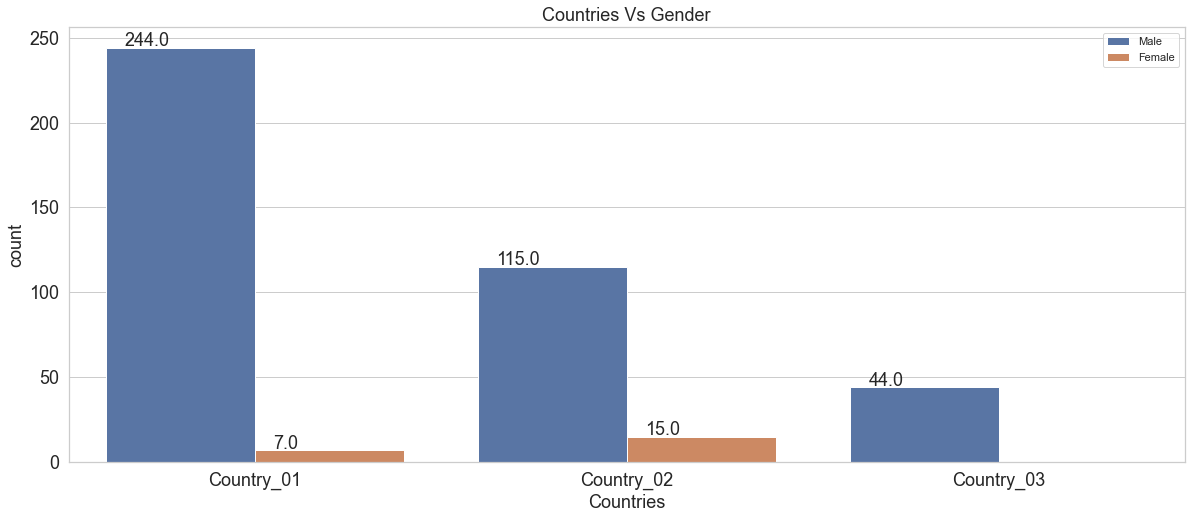 Countries Vs Gender
Male
Female
count
250
200
150
100
50
0
244.0
7.0
115.0
15.0
44.0
Country_01
Country_02
Country_03
Countries